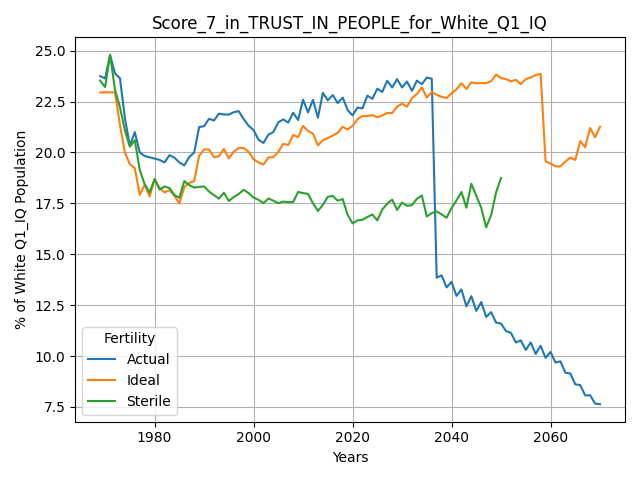 Score_7_in_TRUST_IN_PEOPLE_for_White_Q1_IQ
25.0
22.5
20.0
17.5
15.0
12.5
10.0
7.5
% of White Q1_IQ Population
Fertility
Actual
Ideal
Sterile
1980
2000
2020
2040
2060
Years